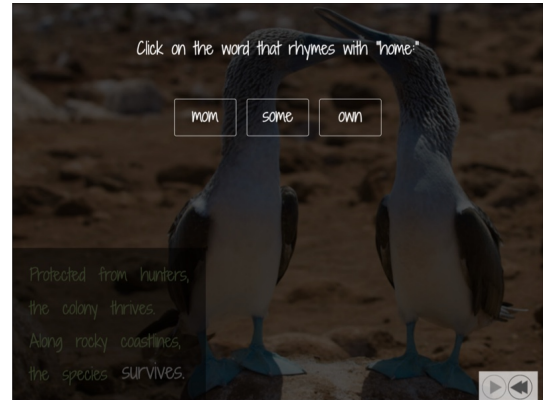 Click on the word that rhymes with "home:"
mom some own
Protected from hunters,
the colony thrives.
Along rocky coastlines,
the species survives.